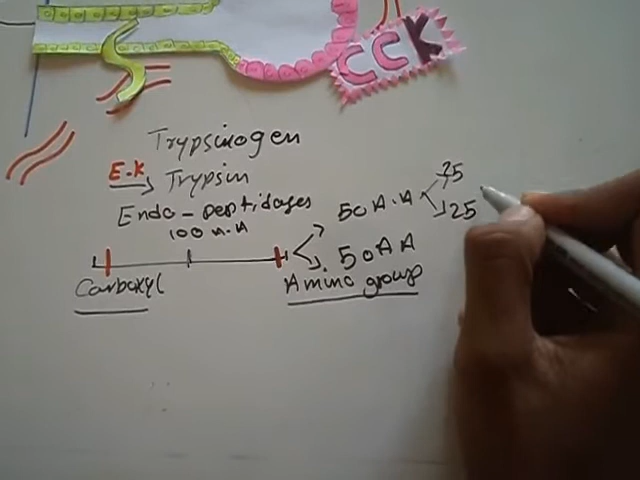 CCK
Trypsinogen
E.K
Trypsin
Endo-peptidases
100 A.A
50 A.A
25
25
50 A A
Carboxyl
Amino group